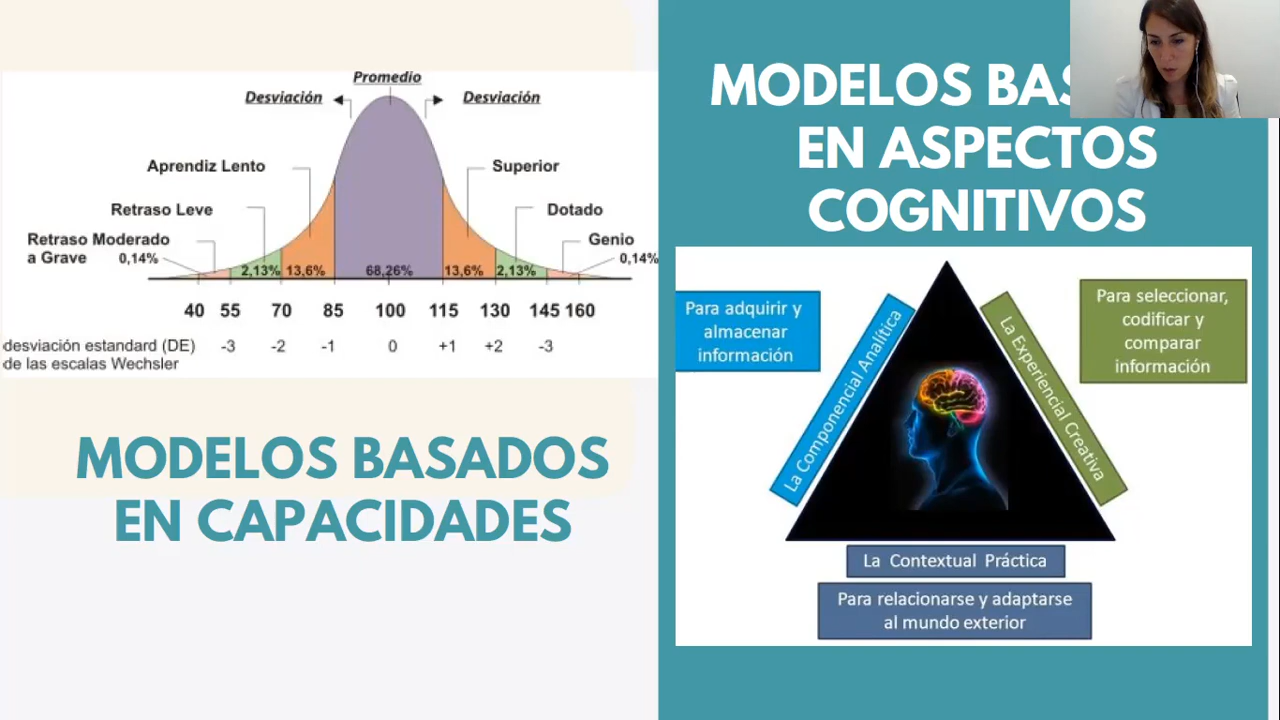 Promedio
Desviación
Desviación
Aprendiz Lento
Superior
Retraso Leve
Dotado
Retraso Moderado
a Grave
0,14%
Genio
0,14%
2,13%
13,6%
68,26%
13,6%
2,13%
40 55 70 85 100 115 130 145 160
desviación estandard (DE) -3 -2 -1 0 +1 +2 -3
de las escalas Wechsler
MODELOS BASADOS
EN CAPACIDADES
MODELOS
EN ASPECTOS
COGNITIVOS
Para adquirir y
almacenar
información
La Componencial Analítica
La Experiencial Creativa
Para seleccionar,
codificar y
comparar
información
La Contextual Práctica
Para relacionarse y adaptarse
al mundo exterior